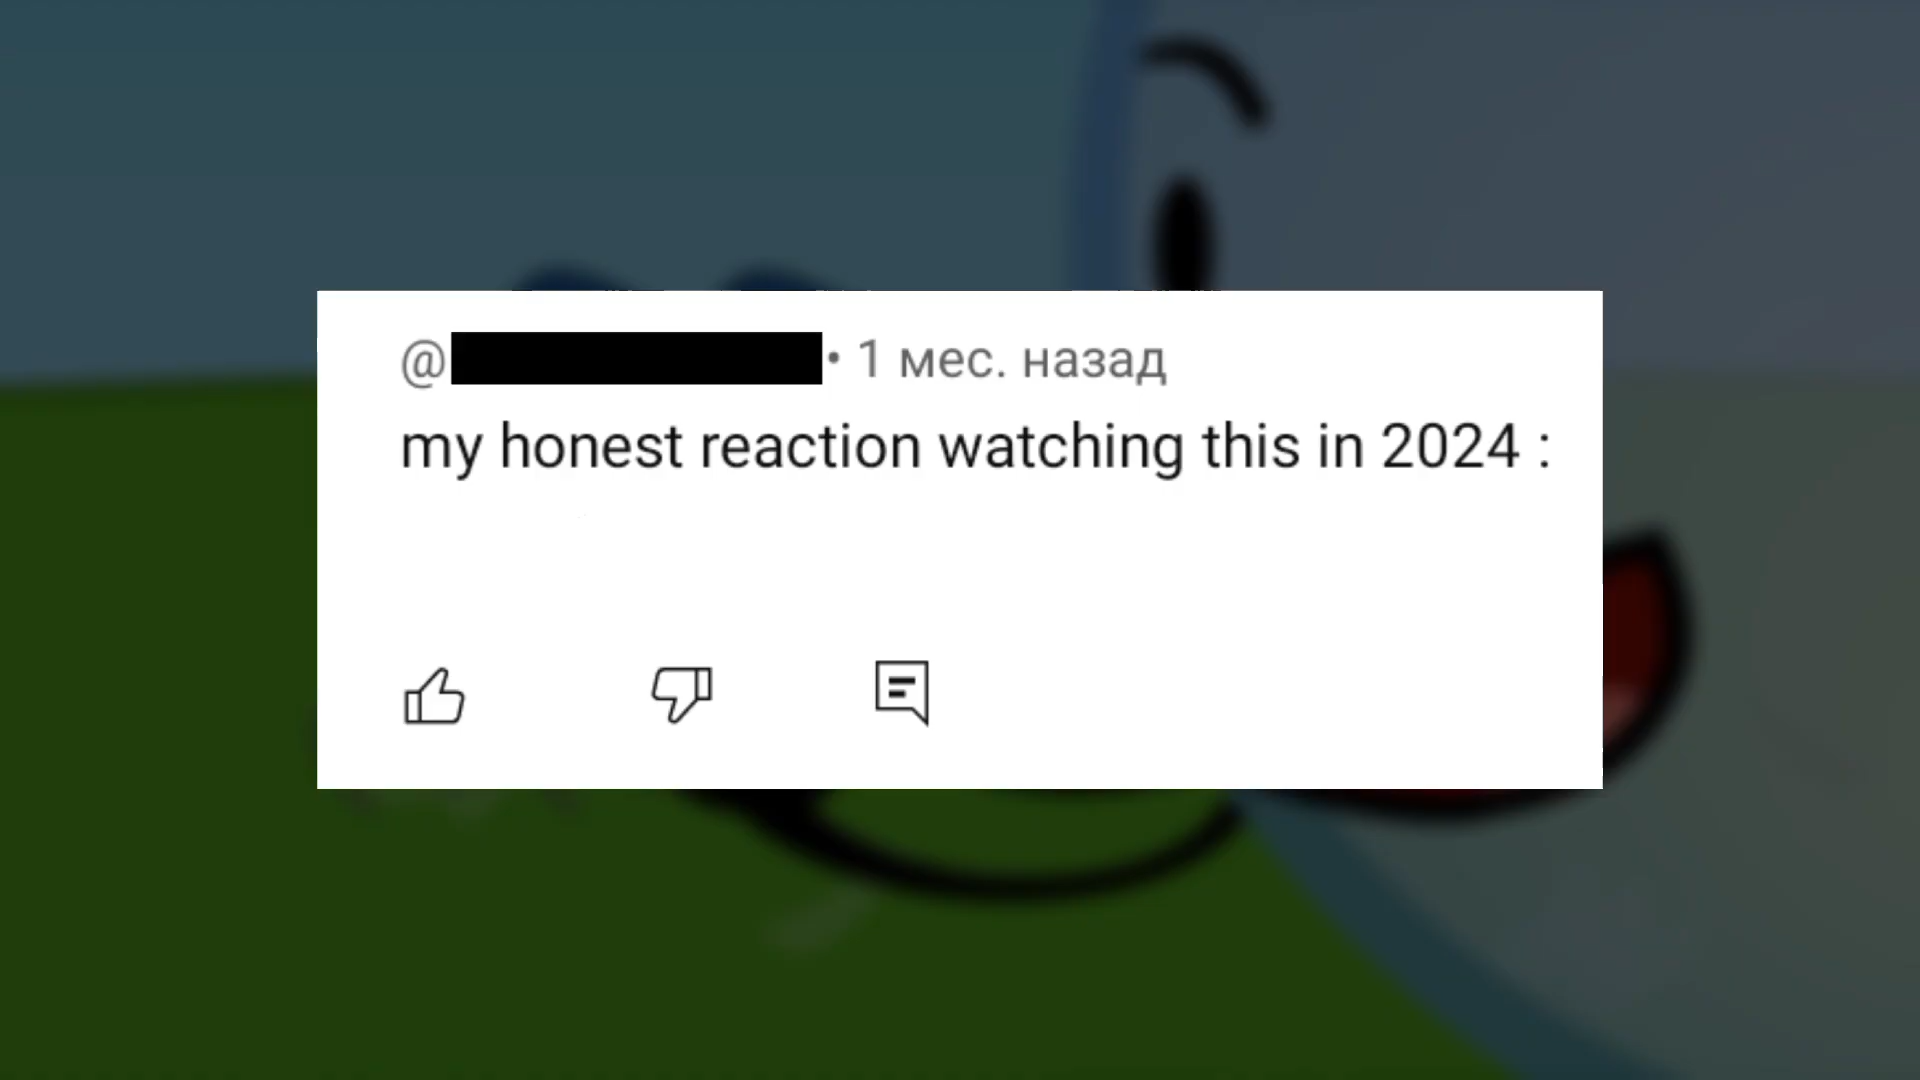 @ • 1 мес. назад
my honest reaction watching this in 2024 :